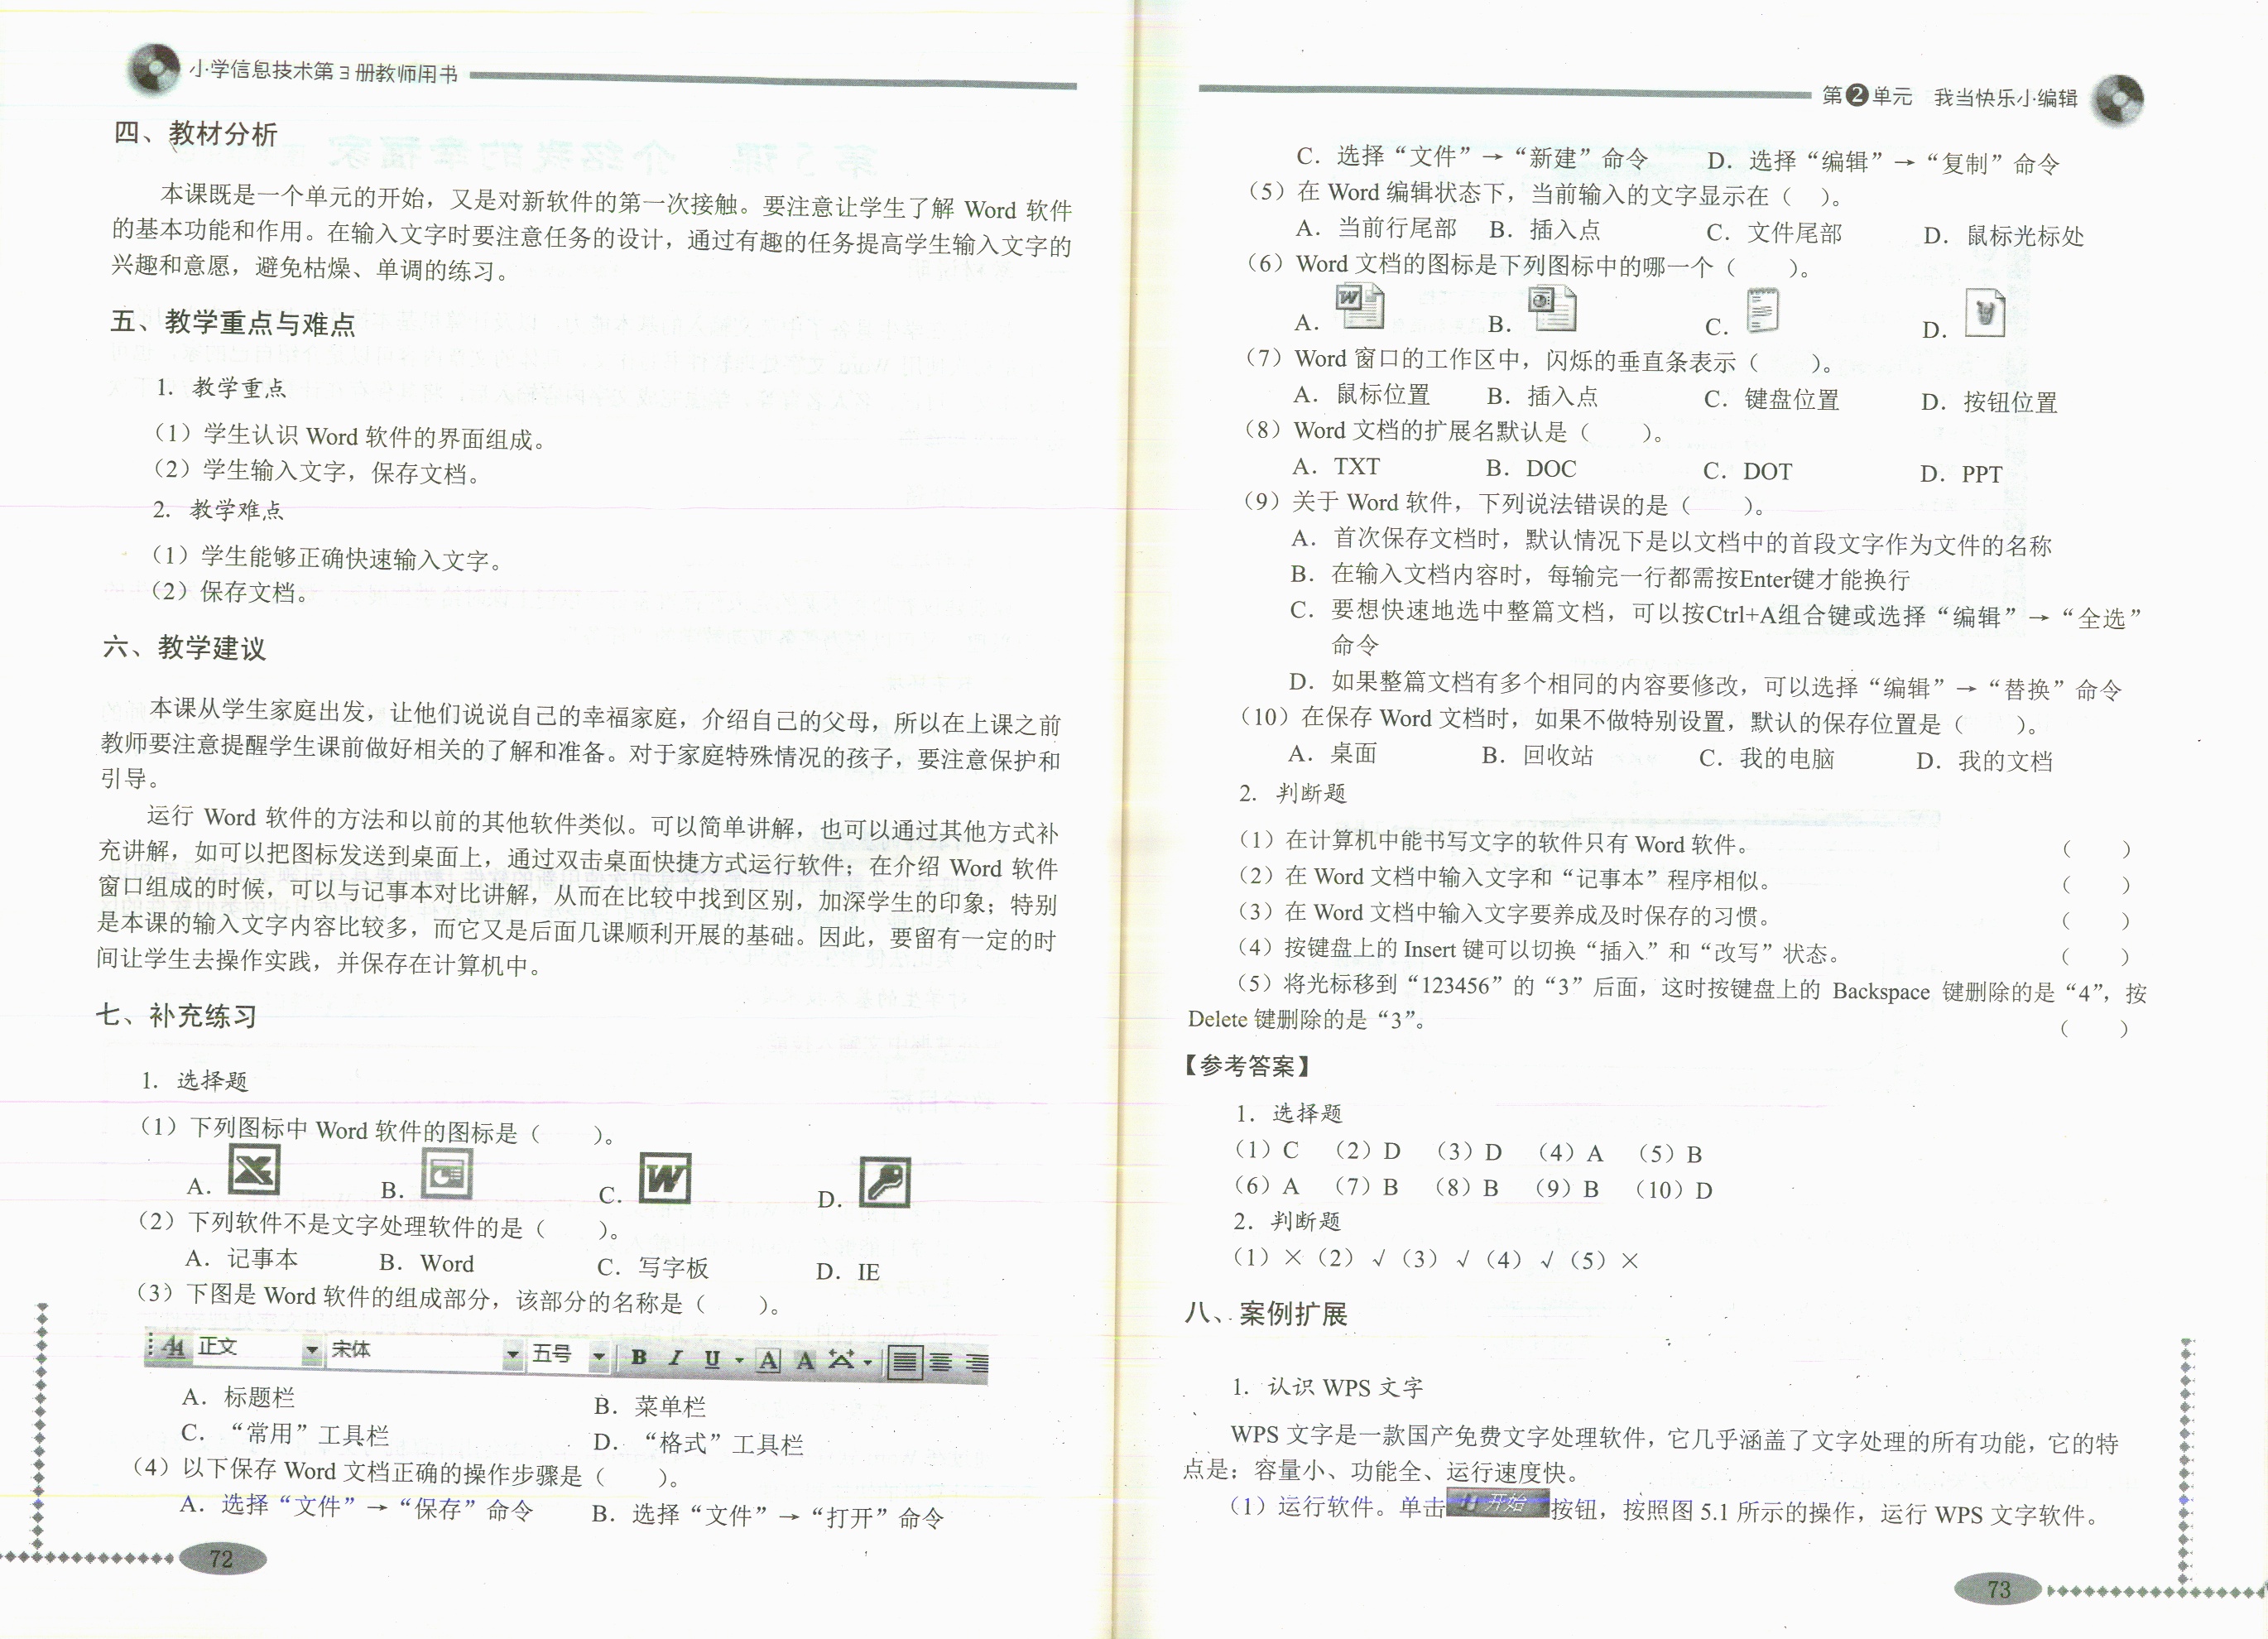 小学信息技术第3册教师用书
四、教材分析
本课既是一个单元的开始，又是对新软件的第一次接触。要注意让学生了解 Word 软件
的基本功能和作用。在输入文字时要注意任务的设计，通过有趣的任务提高学生输入文字的
兴趣和意愿，避免枯燥、单调的练习。
五、教学重点与难点
1. 教学重点
（1）学生认识 Word 软件的界面组成。
（2）学生输入文字，保存文档。
2. 教学难点
（1）学生能够正确快速输入文字。
（2）保存文档。
六、教学建议
本课从学生家庭出发，让他们说说自己的幸福家庭，介绍自己的父母，所以在上课之前
教师要注意提醒学生课前做好相关的了解和准备。对于家庭特殊情况的孩子，要注意保护和
引导。
运行 Word 软件的方法和以前的其他软件类似。可以简单讲解，也可以通过其他方式补
充讲解，如可以把图标发送到桌面上，通过双击桌面快捷方式运行软件；在介绍 Word 软件
窗口组成的时候，可以与记事本对比讲解，从而在比较中找到区别，加深学生的印象；特别
是本课的输入文字内容比较多，而它又是后面几课顺利开展的基础。因此，要留有一定的时
间让学生去操作实践，并保存在计算机中。
七、补充练习
1. 选择题
（1）下列图标中 Word 软件的图标是（　　）。
A.　B.　C.　D.
（2）下列软件不是文字处理软件的是（　　）。
A. 记事本　B. Word　C. 写字板　D. IE
（3）下图是 Word 软件的组成部分，该部分的名称是（　　）。
正文　宋体　五号　B I U A A
A. 标题栏　B. 菜单栏
C. “常用”工具栏　D. “格式”工具栏
（4）以下保存 Word 文档正确的操作步骤是（　　）。
A. 选择“文件”→“保存”命令　B. 选择“文件”→“打开”命令
72
第2单元　我当快乐小编辑
C. 选择“文件”→“新建”命令　D. 选择“编辑”→“复制”命令
（5）在 Word 编辑状态下，当前输入的文字显示在（　）。
A. 当前行尾部　B. 插入点　C. 文件尾部　D. 鼠标光标处
（6）Word 文档的图标是下列图标中的哪一个（　　）。
A.　B.　C.　D.
（7）Word 窗口的工作区中，闪烁的垂直条表示（　　）。
A. 鼠标位置　B. 插入点　C. 键盘位置　D. 按钮位置
（8）Word 文档的扩展名默认是（　　）。
A. TXT　B. DOC　C. DOT　D. PPT
（9）关于 Word 软件，下列说法错误的是（　　）。
A. 首次保存文档时，默认情况下是以文档中的首段文字作为文件的名称
B. 在输入文档内容时，每输完一行都需按Enter键才能换行
C. 要想快速地选中整篇文档，可以按Ctrl+A组合键或选择“编辑”→“全选”
命令
D. 如果整篇文档有多个相同的内容要修改，可以选择“编辑”→“替换”命令
（10）在保存 Word 文档时，如果不做特别设置，默认的保存位置是（　　）。
A. 桌面　B. 回收站　C. 我的电脑　D. 我的文档
2. 判断题
（1）在计算机中能书写文字的软件只有 Word 软件。　（　　）
（2）在 Word 文档中输入文字和“记事本”程序相似。　（　　）
（3）在 Word 文档中输入文字要养成及时保存的习惯。　（　　）
（4）按键盘上的 Insert 键可以切换“插入”和“改写”状态。　（　　）
（5）将光标移到“123456”的“3”后面，这时按键盘上的 Backspace 键删除的是“4”，按
Delete 键删除的是“3”。　（　　）
【参考答案】
1. 选择题
（1）C （2）D （3）D （4）A （5）B
（6）A （7）B （8）B （9）B （10）D
2. 判断题
（1）×（2）√（3）√（4）√（5）×
八、案例扩展
1. 认识 WPS 文字
WPS 文字是一款国产免费文字处理软件，它几乎涵盖了文字处理的所有功能，它的特
点是：容量小、功能全、运行速度快。
（1）运行软件。单击 开始 按钮，按照图 5.1 所示的操作，运行 WPS 文字软件。
73